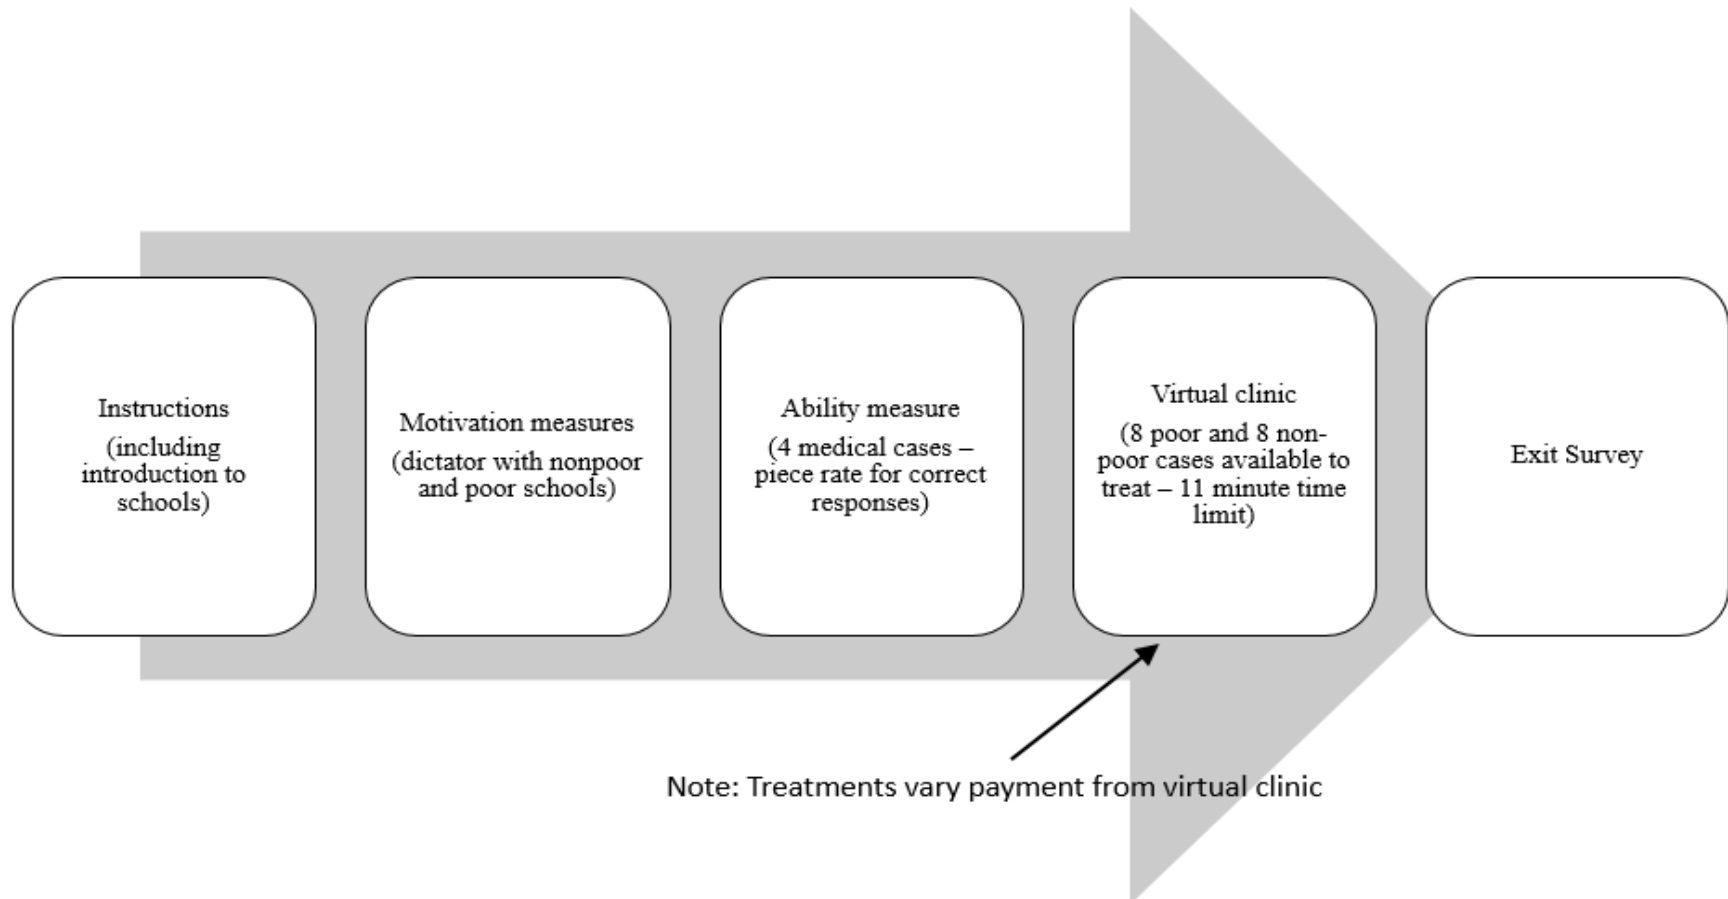 Instructions
(including
introduction to
schools)
Motivation measures
(dictator with nonpoor
and poor schools)
Ability measure
(4 medical cases –
piece rate for correct
responses)
Virtual clinic
(8 poor and 8 non-
poor cases available to
treat – 11 minute time
limit)
Exit Survey
Note: Treatments vary payment from virtual clinic